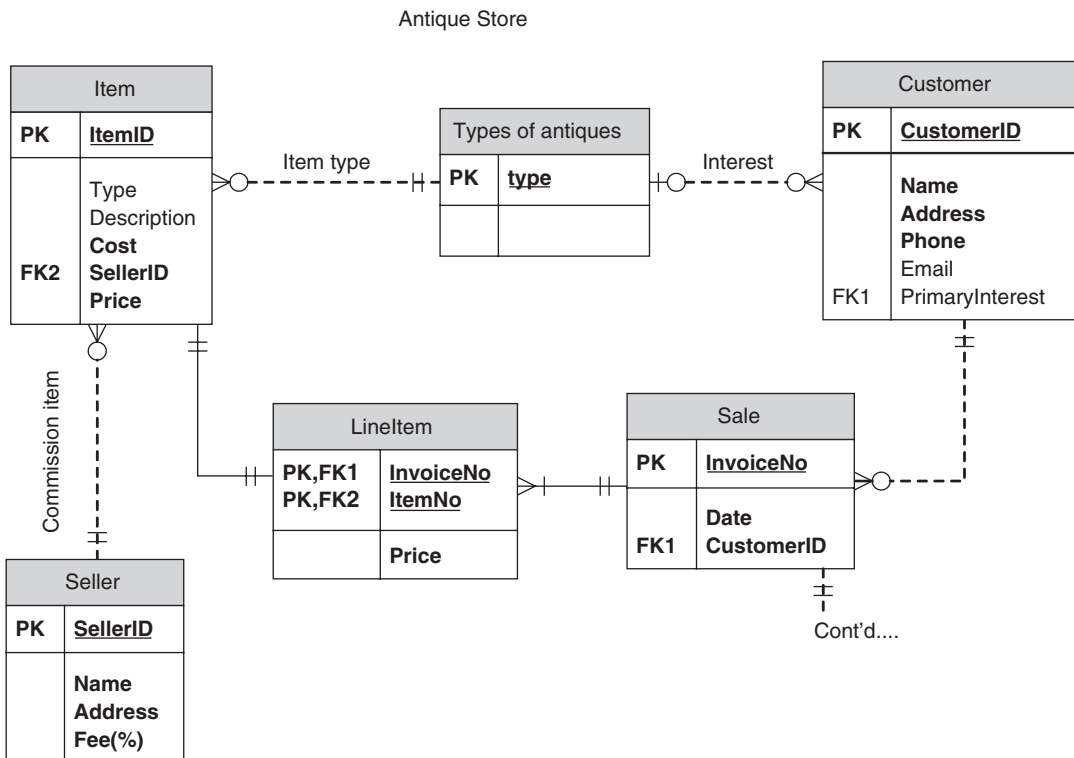 Antique Store
Item
PK ItemID
Type
Description
Cost
FK2 SellerID
Price
Item type
Types of antiques
PK type
Interest
Customer
PK CustomerID
Name
Address
Phone
Email
FK1 PrimaryInterest
Commission item
LineItem
PK,FK1 InvoiceNo
PK,FK2 ItemNo
Price
Sale
PK InvoiceNo
Date
FK1 CustomerID
Cont'd....
Seller
PK SellerID
Name
Address
Fee(%)